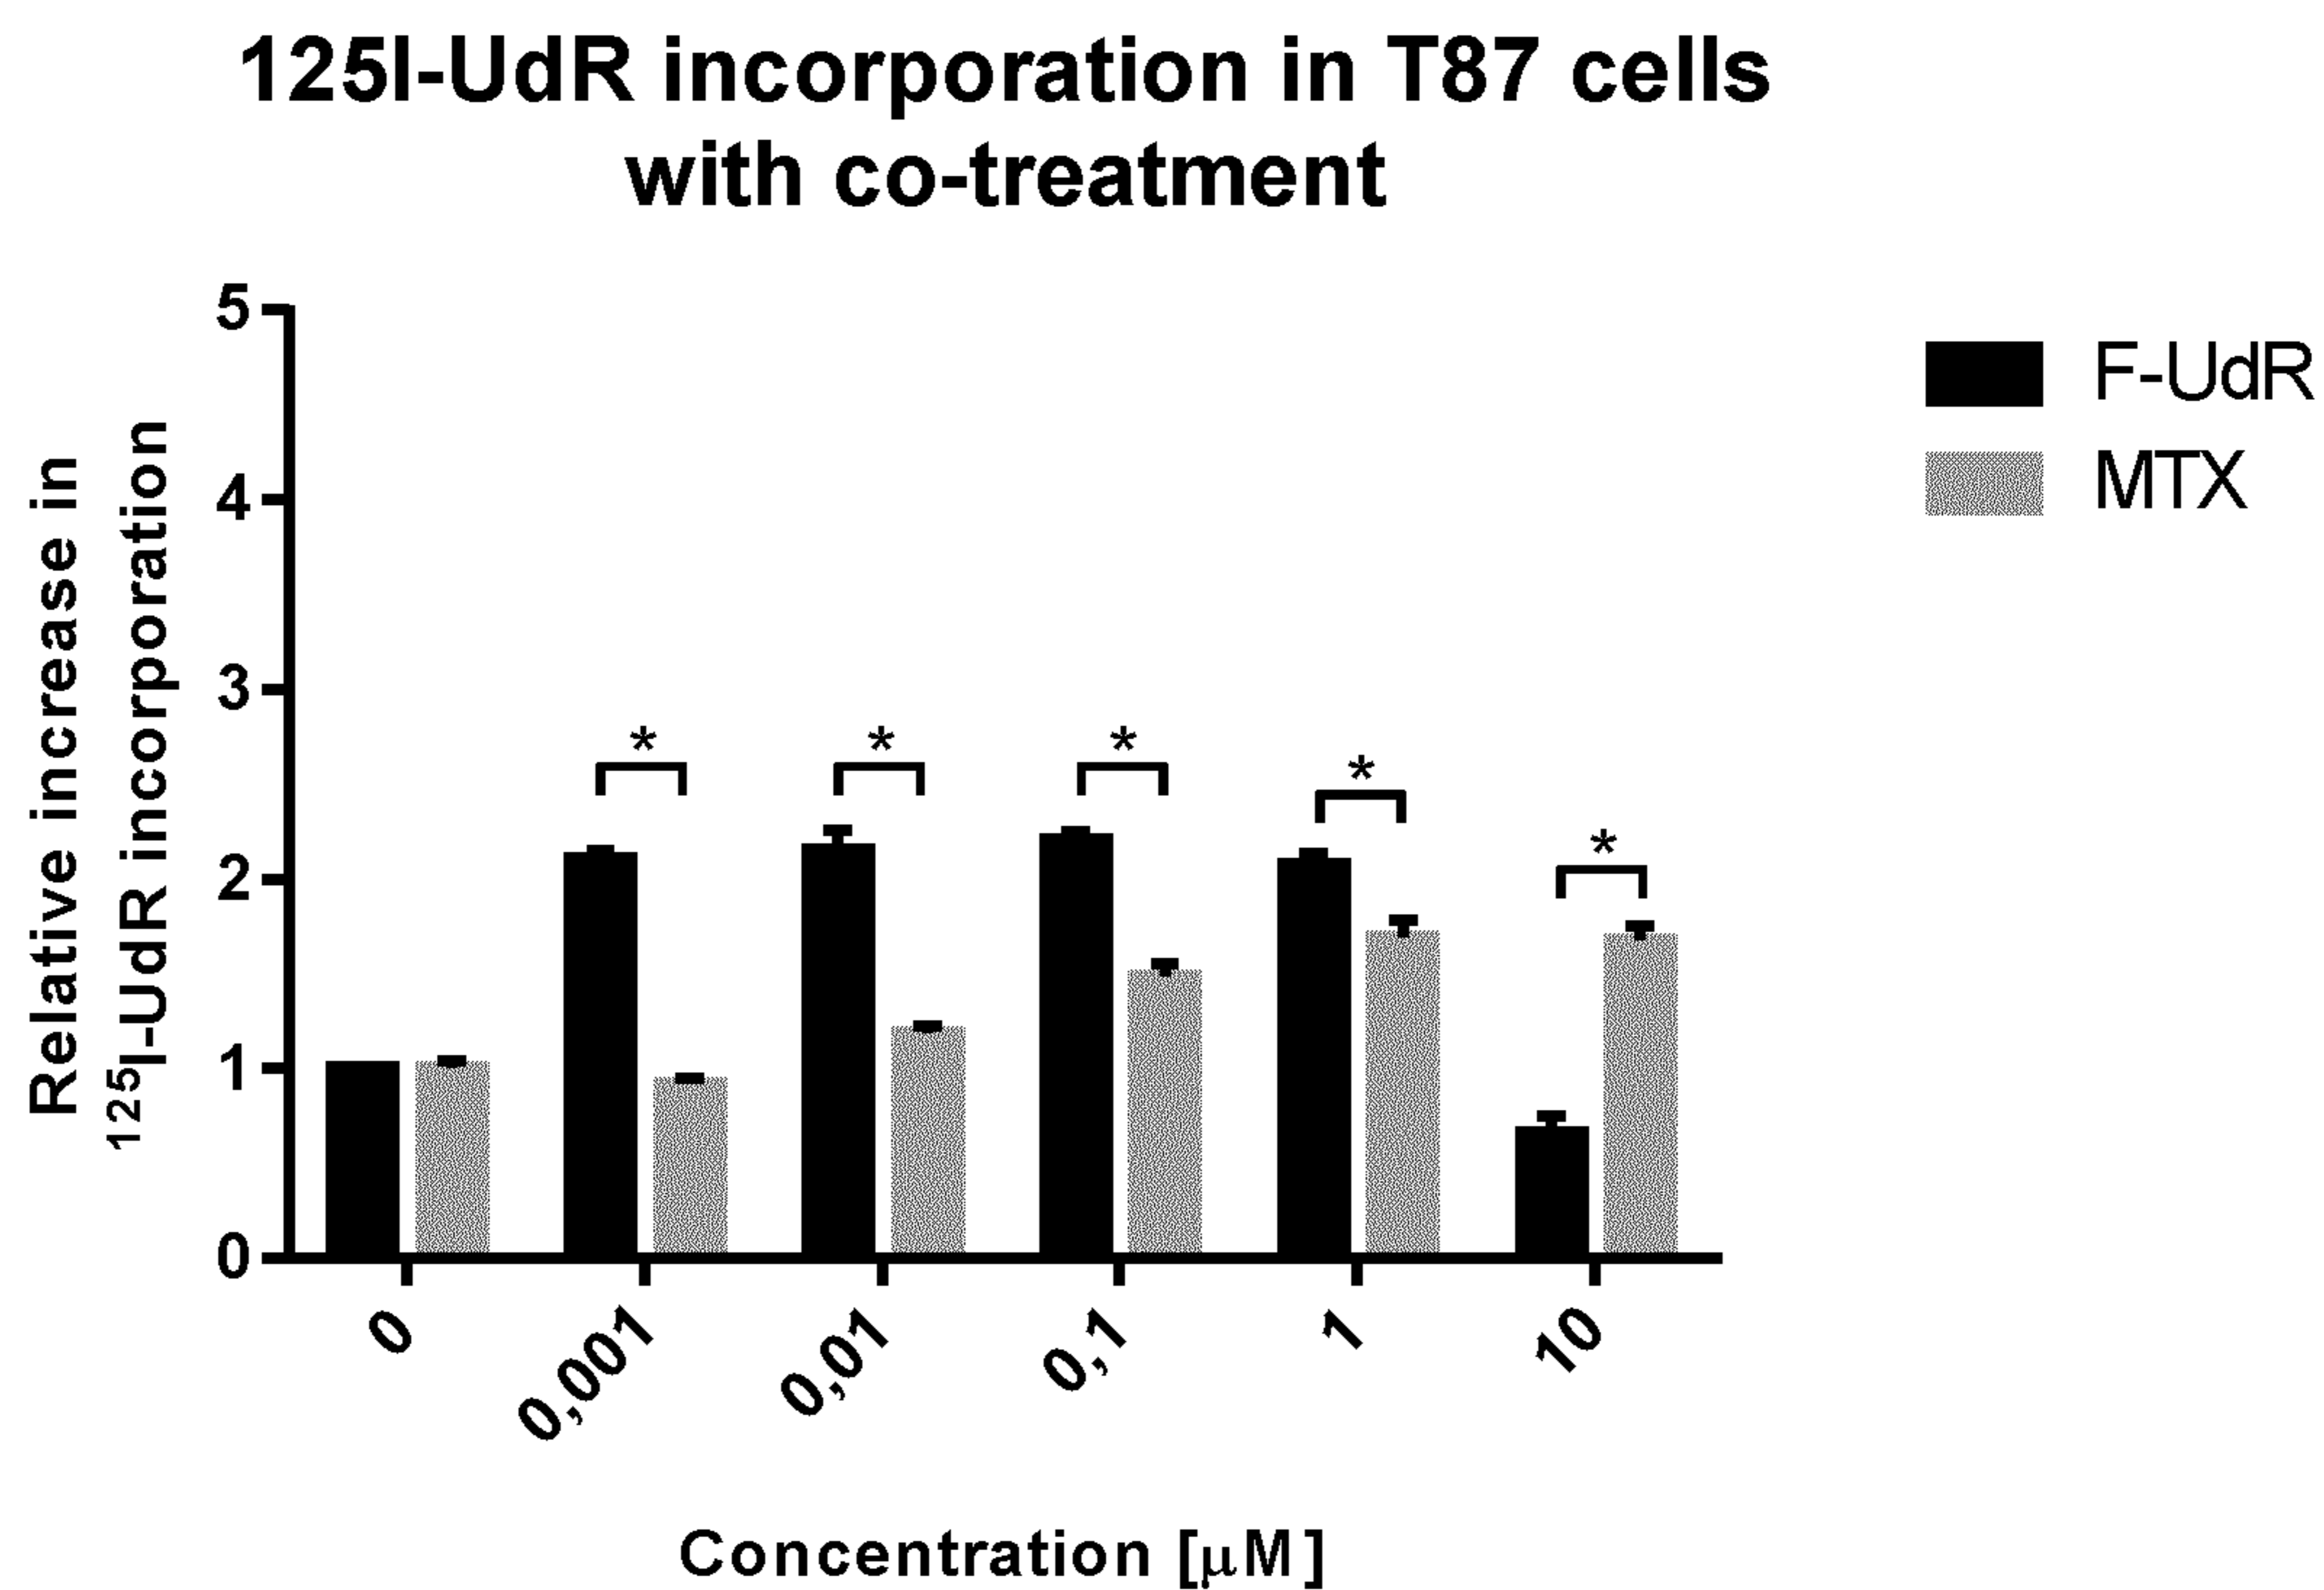 125I-UdR incorporation in T87 cells
with co-treatment
Relative increase in
¹²⁵I-UdR incorporation
5
4
3
2
1
0
* * * * *
F-UdR
MTX
0 0,001 0,01 0,1 1 10
Concentration [μM]